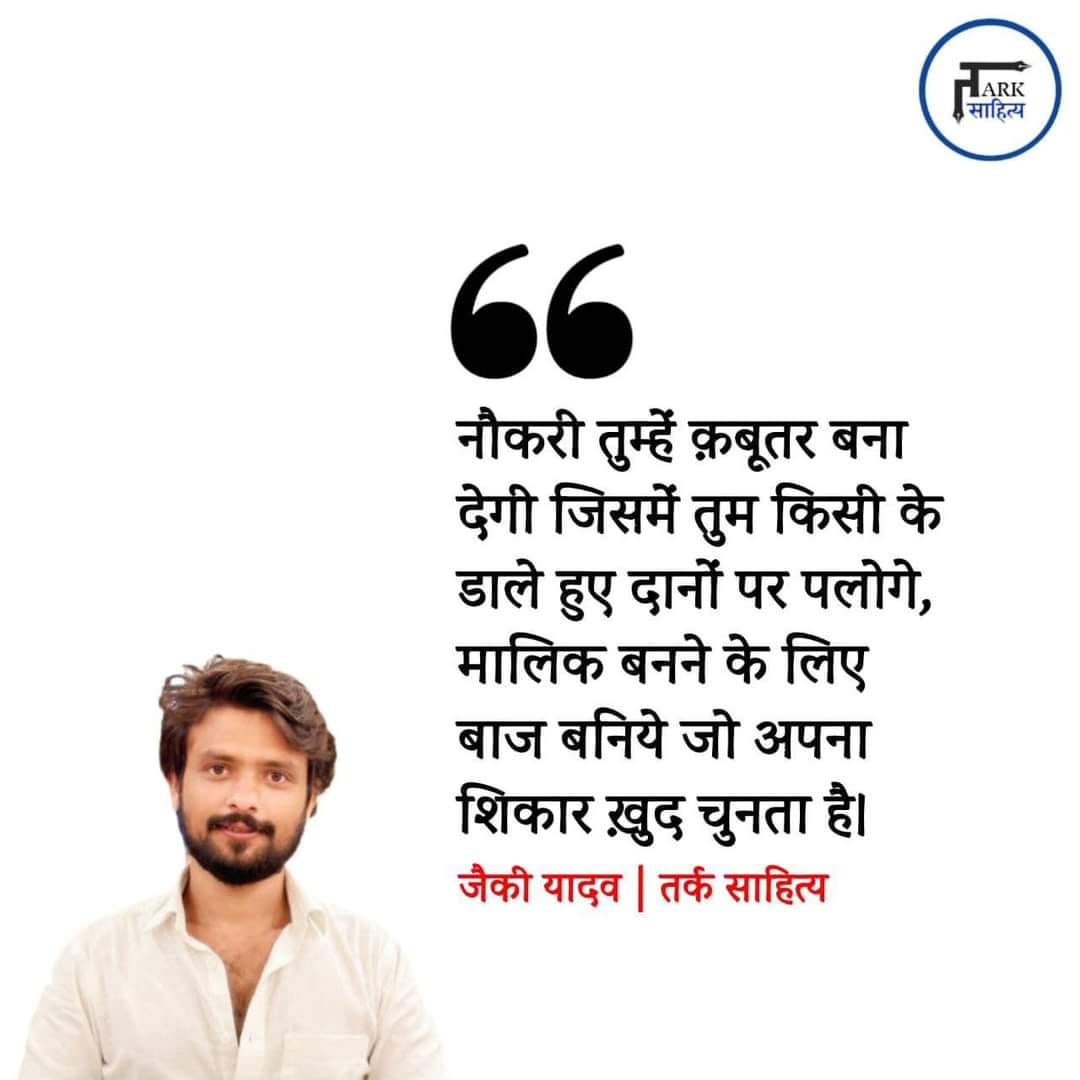 TARK
साहित्य
नौकरी तुम्हें क़बूतर बना
देगी जिसमें तुम किसी के
डाले हुए दानों पर पलोगे,
मालिक बनने के लिए
बाज बनिये जो अपना
शिकार ख़ुद चुनता है।
जैकी यादव | तर्क साहित्य